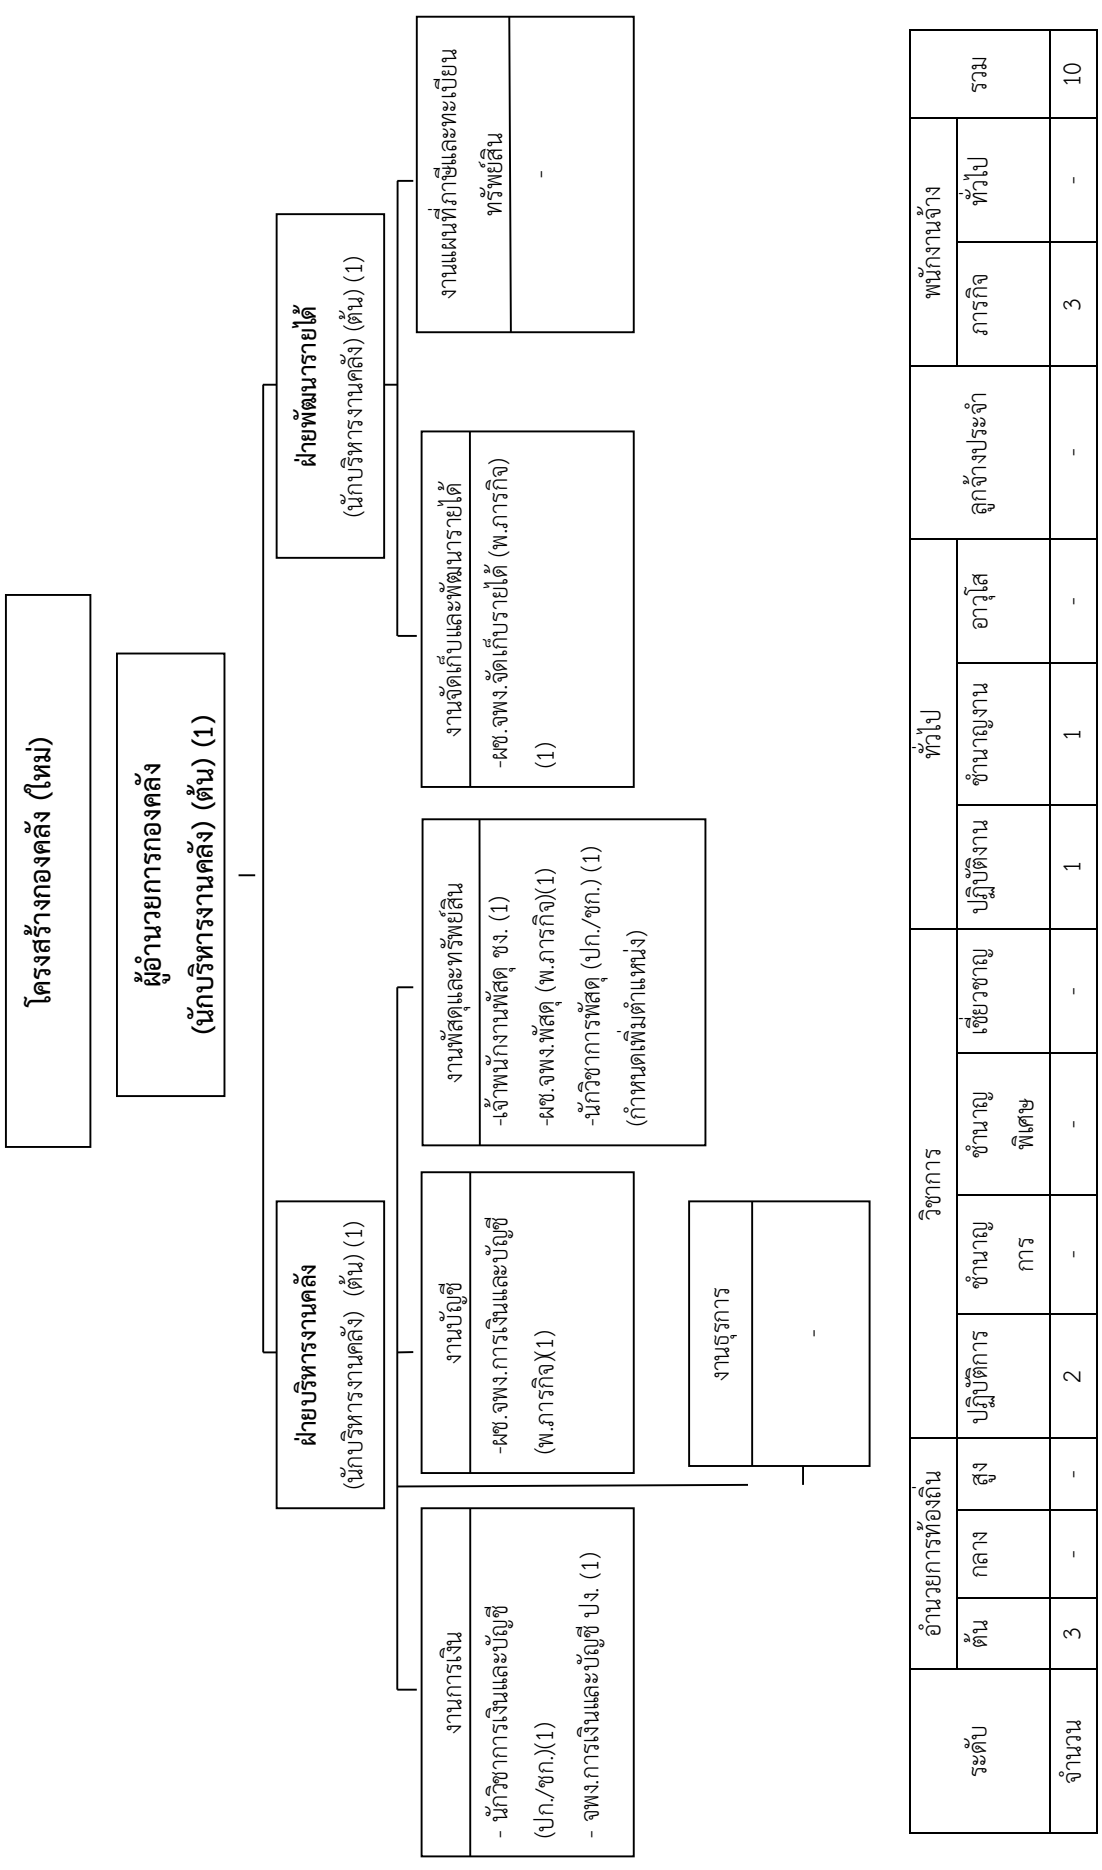 โครงสร้างกองคลัง (ใหม่)
ผู้อำนวยการกองคลัง
(นักบริหารงานคลัง) (ต้น) (1)
ฝ่ายบริหารงานคลัง
(นักบริหารงานคลัง) (ต้น) (1)
ฝ่ายพัฒนารายได้
(นักบริหารงานคลัง) (ต้น) (1)
งานการเงิน
- นักวิชาการเงินและบัญชี
(ปก./ชก.)(1)
- จพง.การเงินและบัญชี ปง. (1)
งานบัญชี
-ผช.จพง.การเงินและบัญชี
(พ.ภารกิจ)(1)
งานพัสดุและทรัพย์สิน
-เจ้าพนักงานพัสดุ ชง. (1)
-ผช.จพง.พัสดุ (พ.ภารกิจ)(1)
-นักวิชาการพัสดุ (ปก./ชก.) (1)
(กำหนดเพิ่มตำแหน่ง)
งานจัดเก็บและพัฒนารายได้
-ผช.จพง.จัดเก็บรายได้ (พ.ภารกิจ)
(1)
งานแผนที่ภาษีและทะเบียน
ทรัพย์สิน
-
งานธุรการ
-
ระดับ อำนวยการท้องถิ่น วิชาการ ทั่วไป ลูกจ้างประจำ พนักงานจ้าง รวม
ต้น กลาง สูง ปฏิบัติการ ชำนาญ ชำนาญ เชี่ยวชาญ ปฏิบัติงาน ชำนาญงาน อาวุโส ภารกิจ ทั่วไป
การ พิเศษ
จำนวน 3 - - 2 - - - 1 1 - - 3 - 10